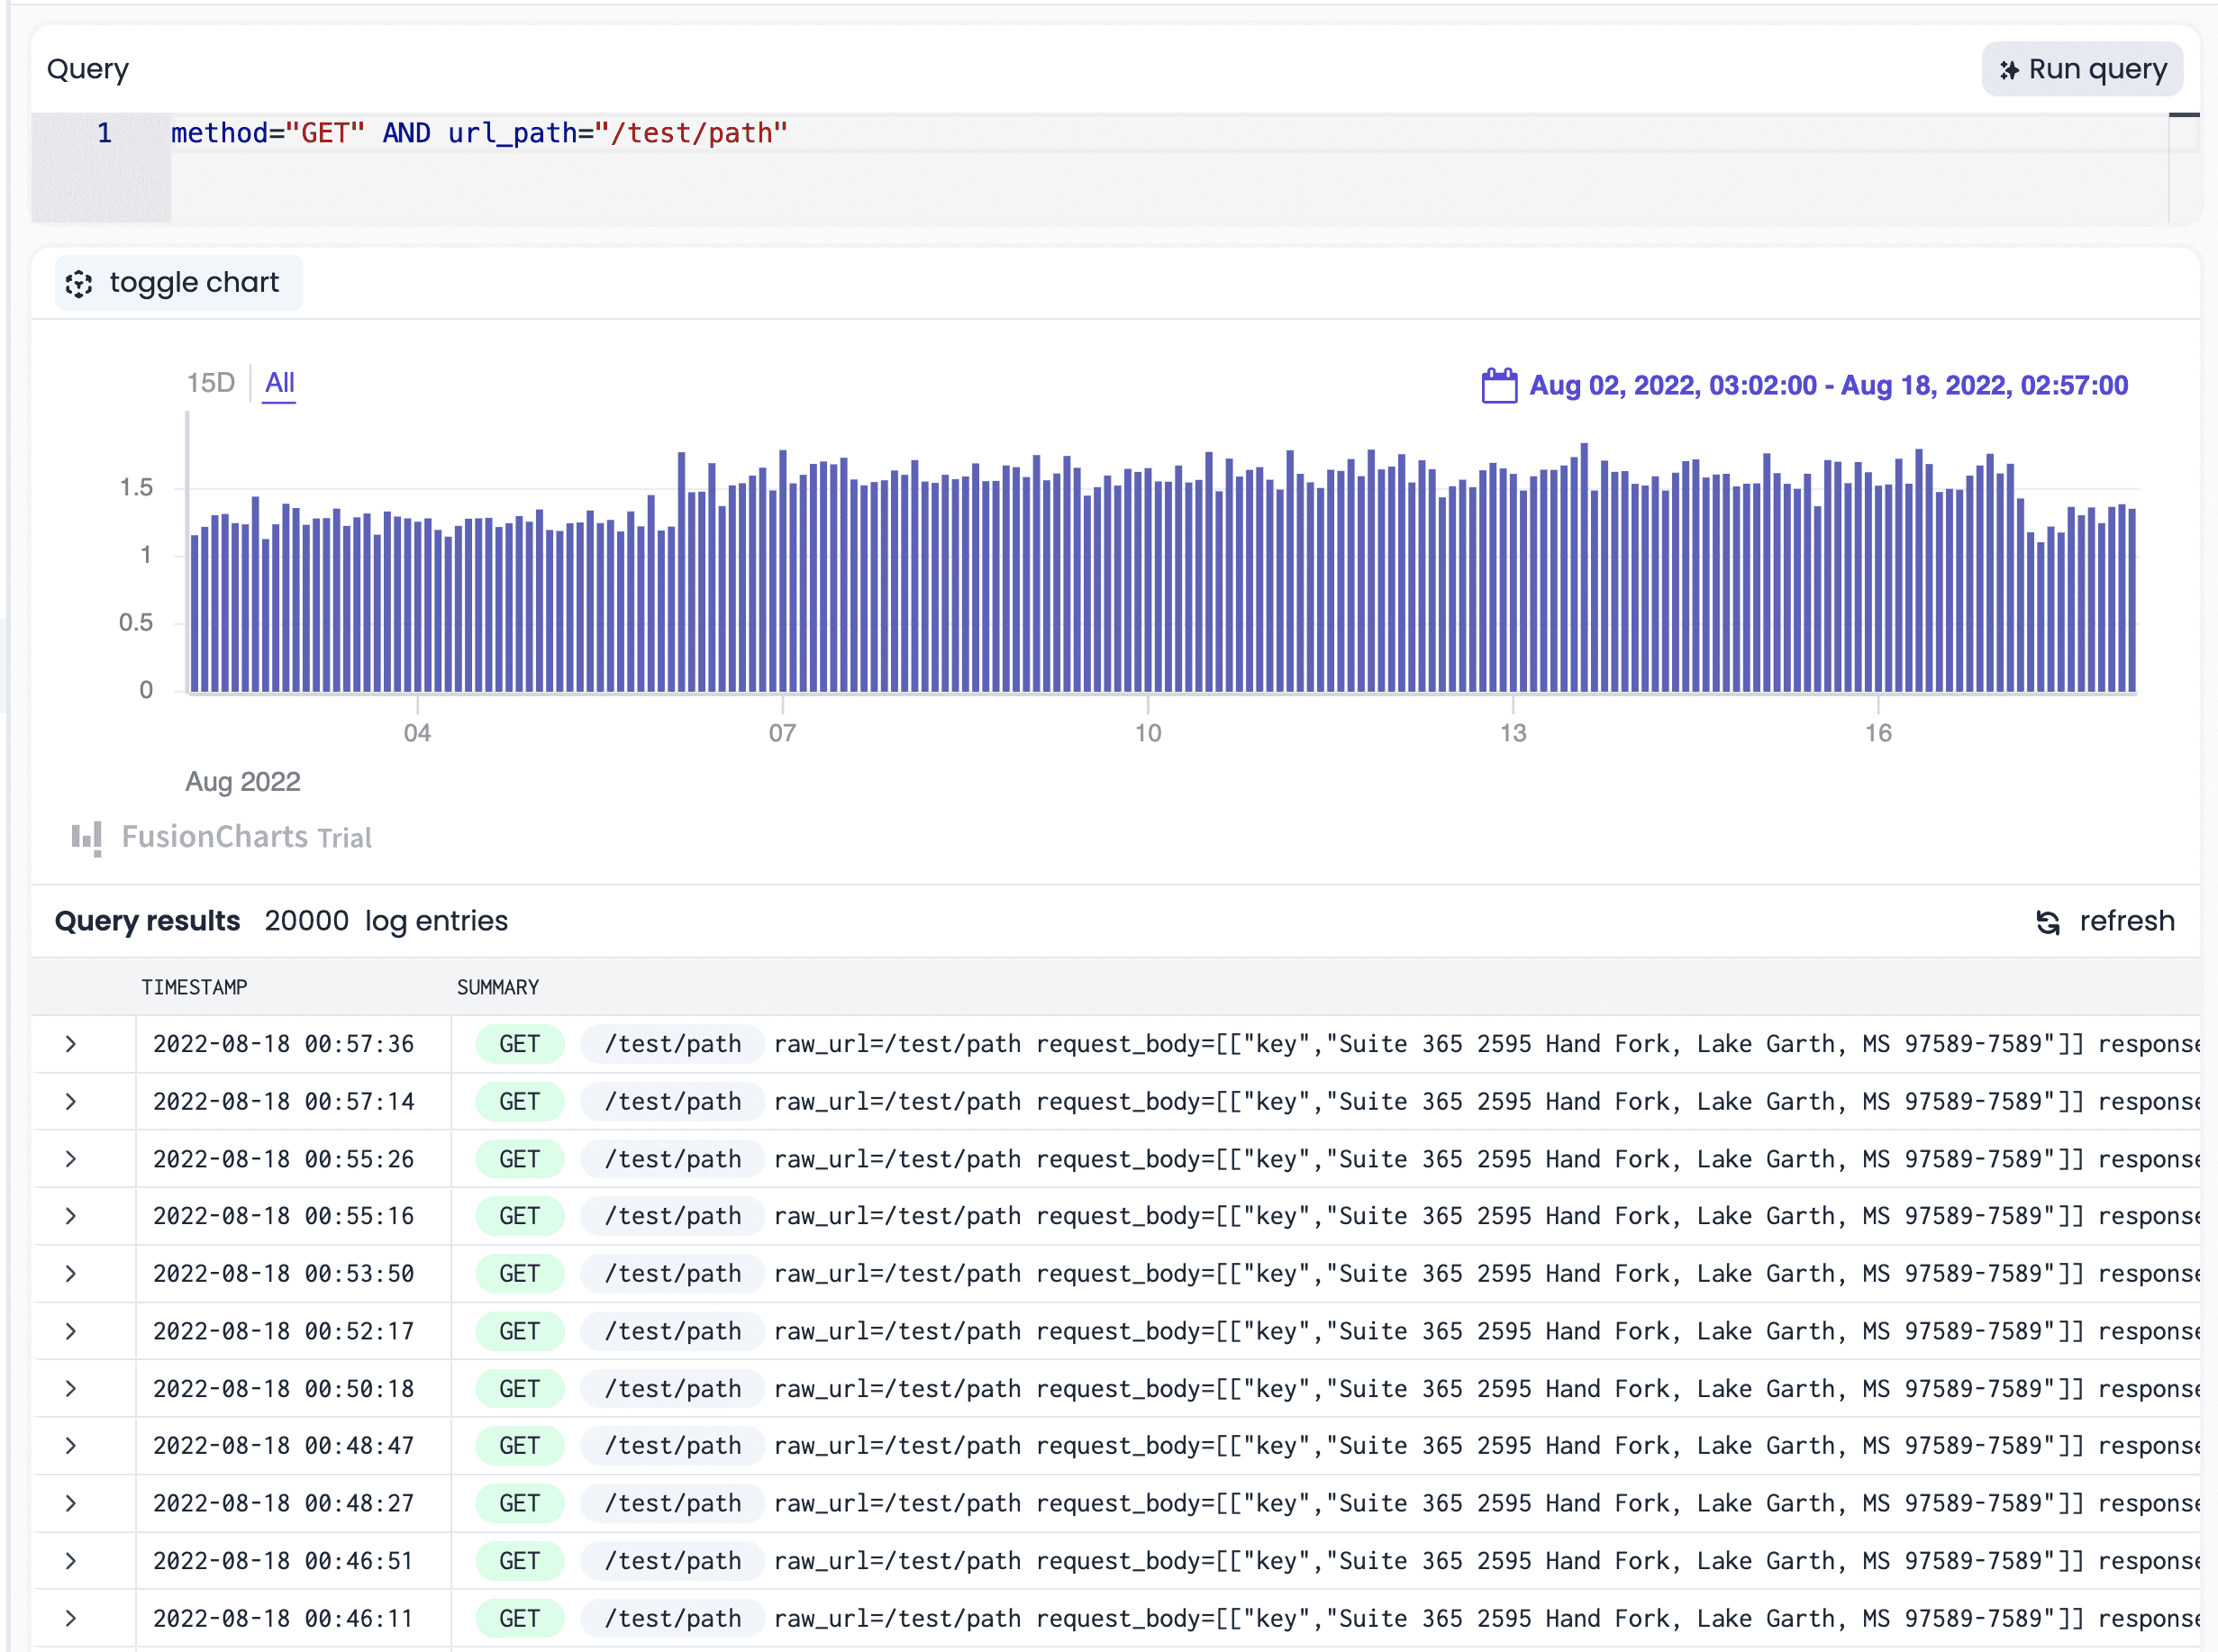 Query
Run query
1 method="GET" AND url_path="/test/path"
toggle chart
15D All
Aug 02, 2022, 03:02:00 - Aug 18, 2022, 02:57:00
1.5
1
0.5
0
04 07 10 13 16
Aug 2022
FusionCharts Trial
Query results 20000 log entries
refresh
TIMESTAMP SUMMARY
2022-08-18 00:57:36 GET /test/path raw_url=/test/path request_body=[["key","Suite 365 2595 Hand Fork, Lake Garth, MS 97589-7589"]] response
2022-08-18 00:57:14 GET /test/path raw_url=/test/path request_body=[["key","Suite 365 2595 Hand Fork, Lake Garth, MS 97589-7589"]] response
2022-08-18 00:55:26 GET /test/path raw_url=/test/path request_body=[["key","Suite 365 2595 Hand Fork, Lake Garth, MS 97589-7589"]] response
2022-08-18 00:55:16 GET /test/path raw_url=/test/path request_body=[["key","Suite 365 2595 Hand Fork, Lake Garth, MS 97589-7589"]] response
2022-08-18 00:53:50 GET /test/path raw_url=/test/path request_body=[["key","Suite 365 2595 Hand Fork, Lake Garth, MS 97589-7589"]] response
2022-08-18 00:52:17 GET /test/path raw_url=/test/path request_body=[["key","Suite 365 2595 Hand Fork, Lake Garth, MS 97589-7589"]] response
2022-08-18 00:50:18 GET /test/path raw_url=/test/path request_body=[["key","Suite 365 2595 Hand Fork, Lake Garth, MS 97589-7589"]] response
2022-08-18 00:48:47 GET /test/path raw_url=/test/path request_body=[["key","Suite 365 2595 Hand Fork, Lake Garth, MS 97589-7589"]] response
2022-08-18 00:48:27 GET /test/path raw_url=/test/path request_body=[["key","Suite 365 2595 Hand Fork, Lake Garth, MS 97589-7589"]] response
2022-08-18 00:46:51 GET /test/path raw_url=/test/path request_body=[["key","Suite 365 2595 Hand Fork, Lake Garth, MS 97589-7589"]] response
2022-08-18 00:46:11 GET /test/path raw_url=/test/path request_body=[["key","Suite 365 2595 Hand Fork, Lake Garth, MS 97589-7589"]] response